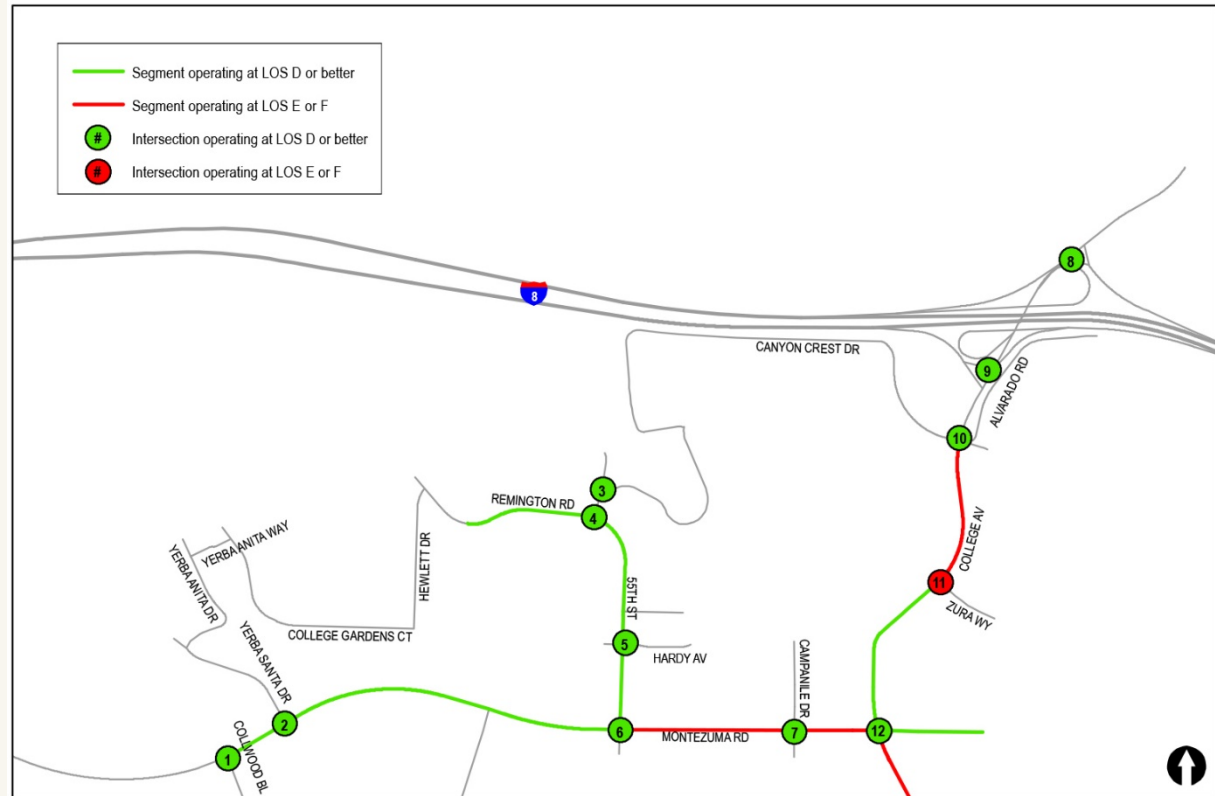 Segment operating at LOS D or better
Segment operating at LOS E or F
# Intersection operating at LOS D or better
# Intersection operating at LOS E or F
8
8
CANYON CREST DR
9
ALVARADO RD
10
3
REMINGTON RD
4
COLLEGE AV
YERBA ANITA WAY
YERBA ANITA DR
HEWLETT DR
55TH ST
11
ZURA WY
COLLEGE GARDENS CT
YERBA SANTA DR
5
HARDY AV
CAMPANILE DR
2
6
MONTEZUMA RD
7
12
1
COLLWOOD BL